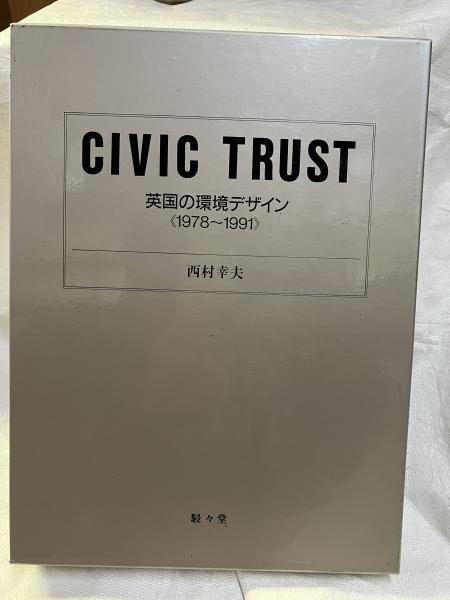 CIVIC TRUST
英国の環境デザイン
《1978～1991》
西村幸夫
駸々堂